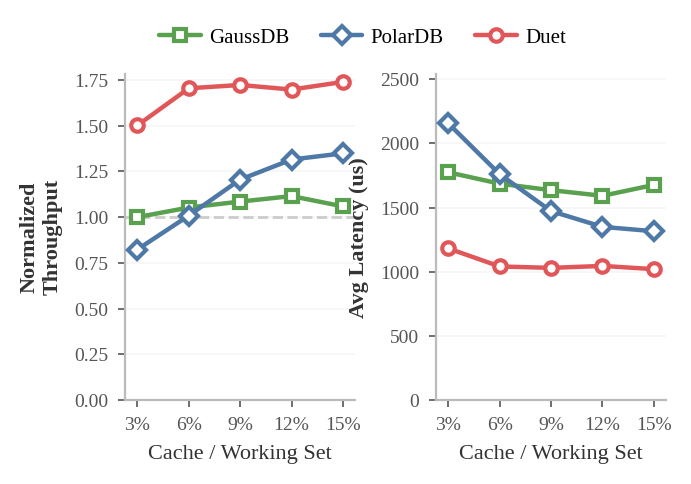 GaussDB PolarDB Duet
Normalized
Throughput
1.75
1.50
1.25
1.00
0.75
0.50
0.25
0.00
3% 6% 9% 12% 15%
Cache / Working Set
Avg Latency (us)
2500
2000
1500
1000
500
0
3% 6% 9% 12% 15%
Cache / Working Set